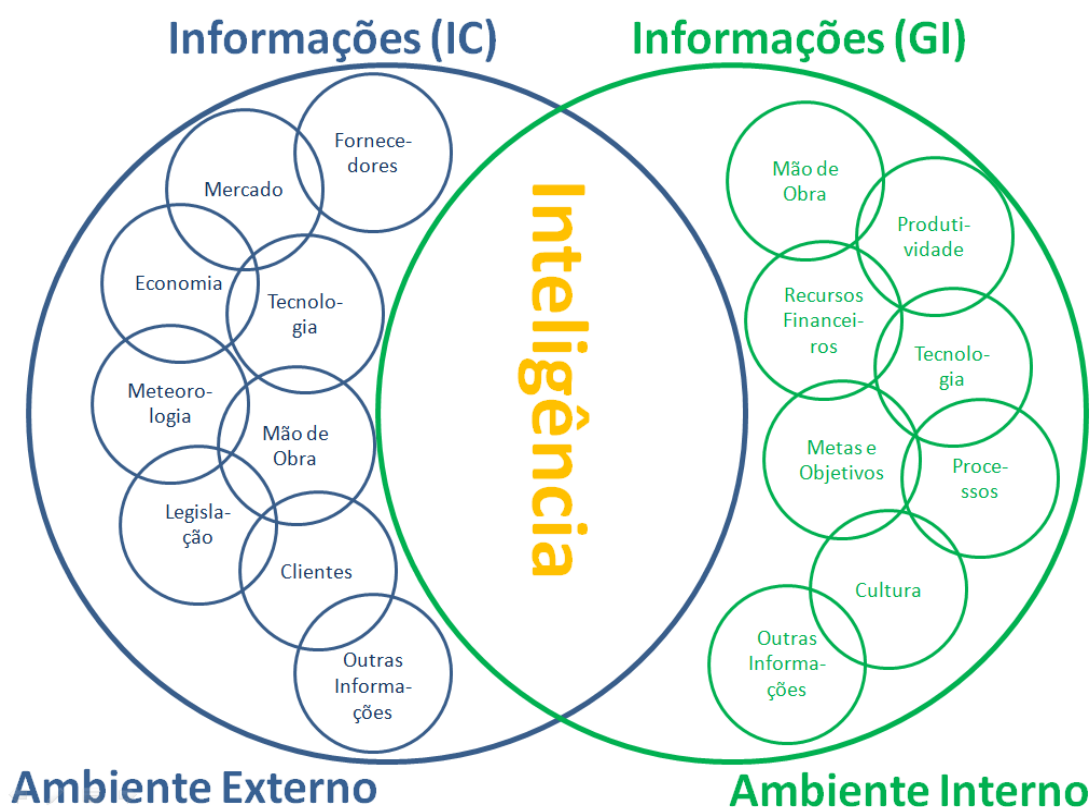 Informações (IC)
Informações (GI)
Fornece-
dores
Mercado
Economia
Tecnolo-
gia
Meteoro-
logia
Mão de
Obra
Legisla-
ção
Clientes
Outras
Informa-
ções
Inteligência
Mão de
Obra
Produti-
vidade
Recursos
Financei-
ros
Tecnolo-
gia
Metas e
Objetivos
Proce-
ssos
Cultura
Outras
Informa-
ções
Ambiente Externo
Ambiente Interno